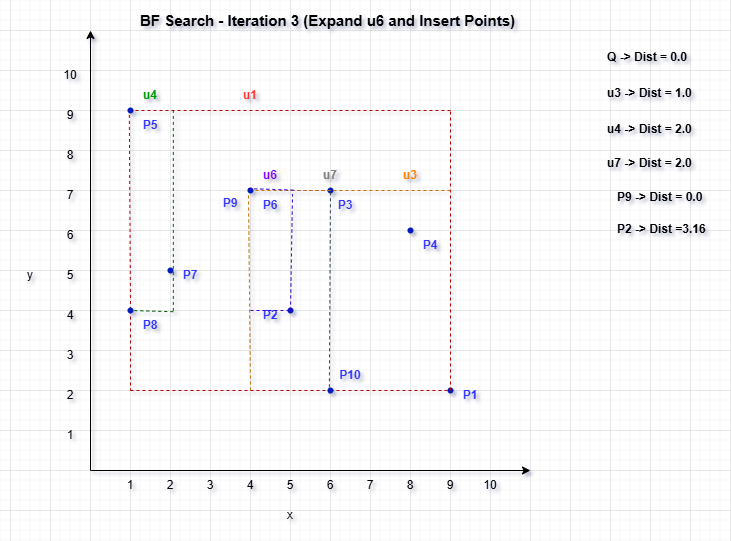 BF Search - Iteration 3 (Expand u6 and Insert Points)
Q -> Dist = 0.0
u3 -> Dist = 1.0
u4 -> Dist = 2.0
u7 -> Dist = 2.0
P9 -> Dist = 0.0
P2 -> Dist =3.16
10
9
8
7
6
5
4
3
2
1
y
u4
u1
P5
u6
u7
u3
P9
P6
P3
P4
P7
P2
P8
P10
P1
1
2
3
4
5
6
7
8
9
10
x